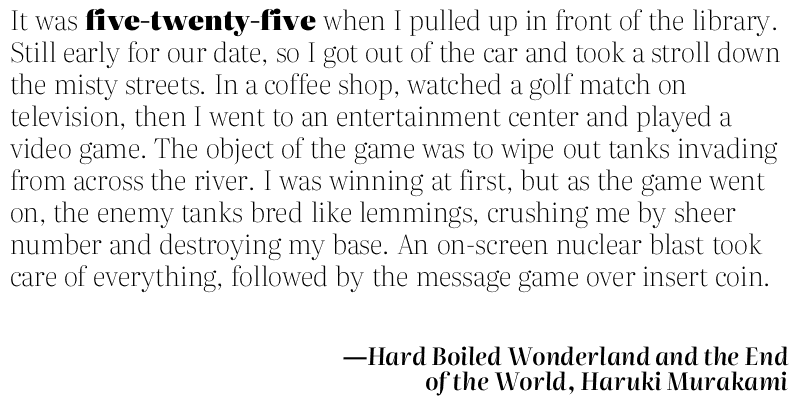 It was five-twenty-five when I pulled up in front of the library.
Still early for our date, so I got out of the car and took a stroll down
the misty streets. In a coffee shop, watched a golf match on
television, then I went to an entertainment center and played a
video game. The object of the game was to wipe out tanks invading
from across the river. I was winning at first, but as the game went
on, the enemy tanks bred like lemmings, crushing me by sheer
number and destroying my base. An on-screen nuclear blast took
care of everything, followed by the message game over insert coin.
—Hard Boiled Wonderland and the End
of the World, Haruki Murakami